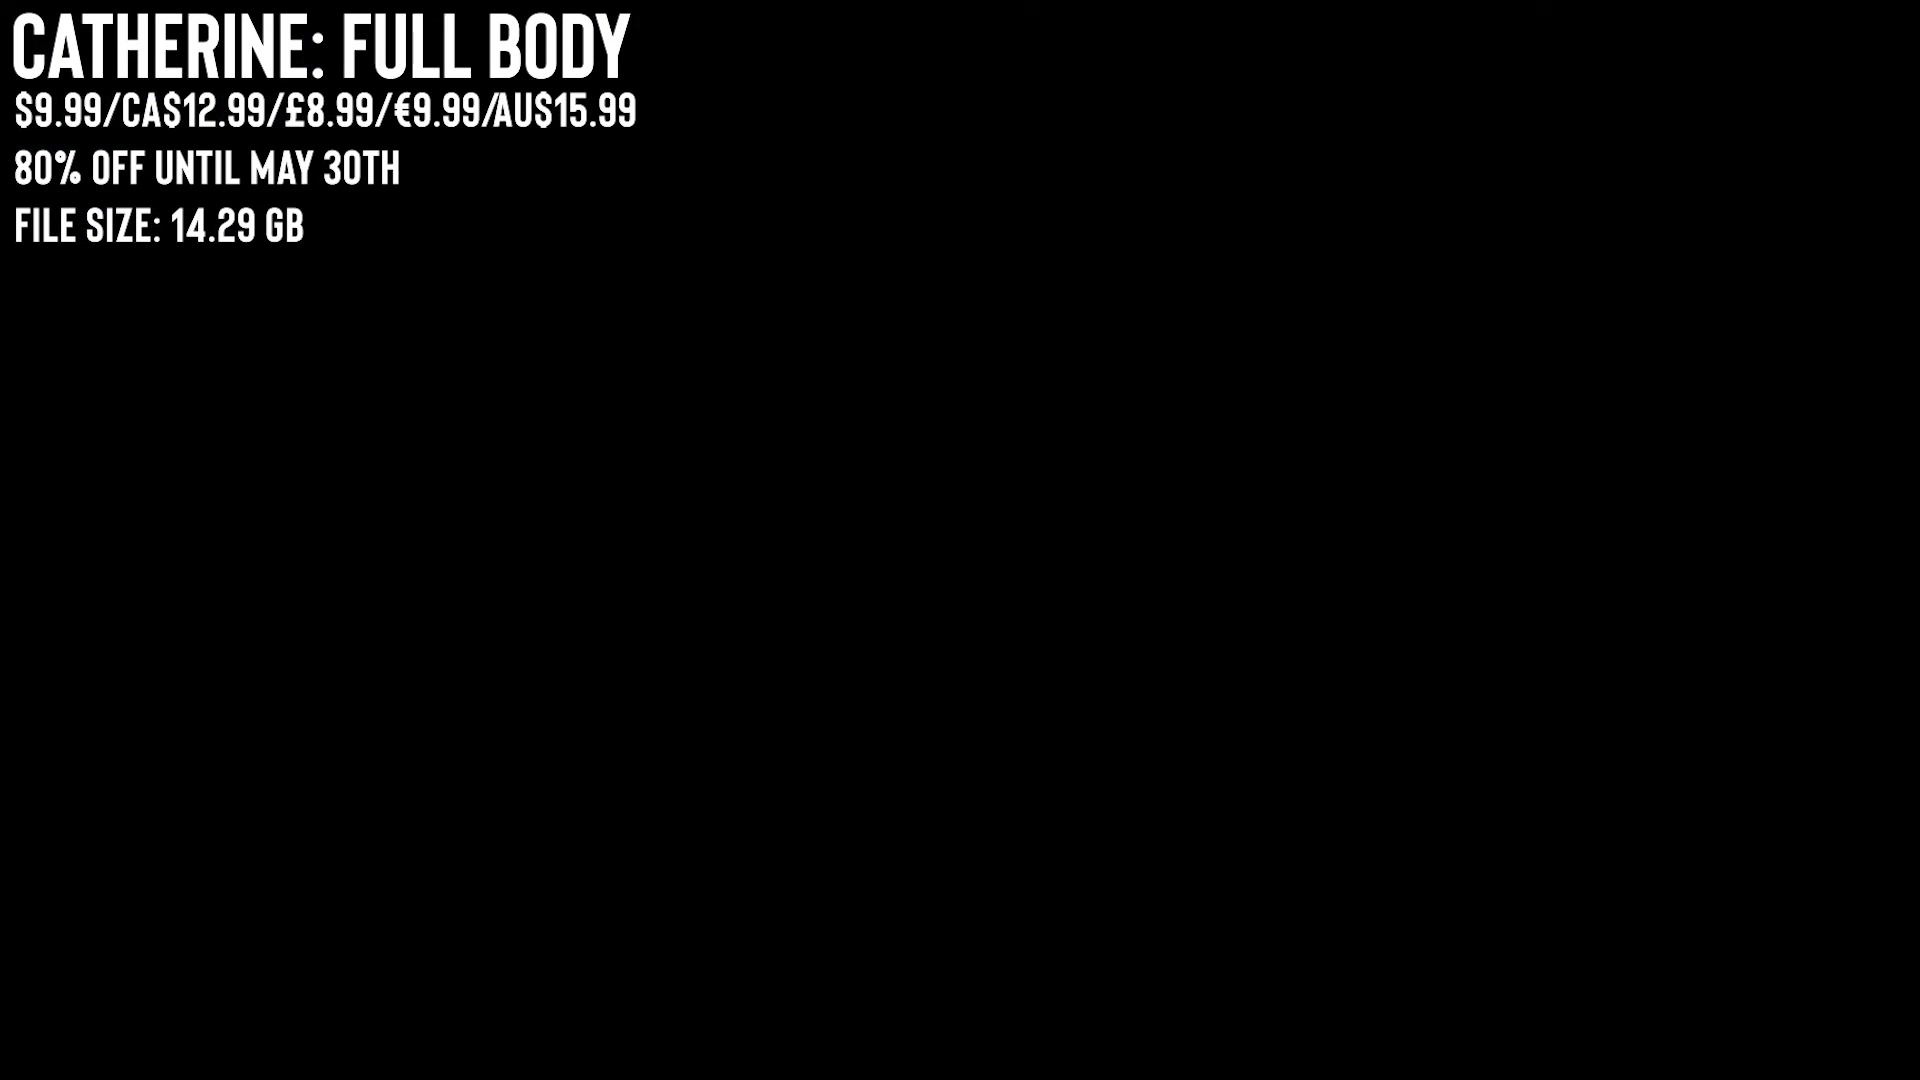 CATHERINE: FULL BODY
$9.99/CA$12.99/£8.99/€9.99/AU$15.99
80% OFF UNTIL MAY 30TH
FILE SIZE: 14.29 GB